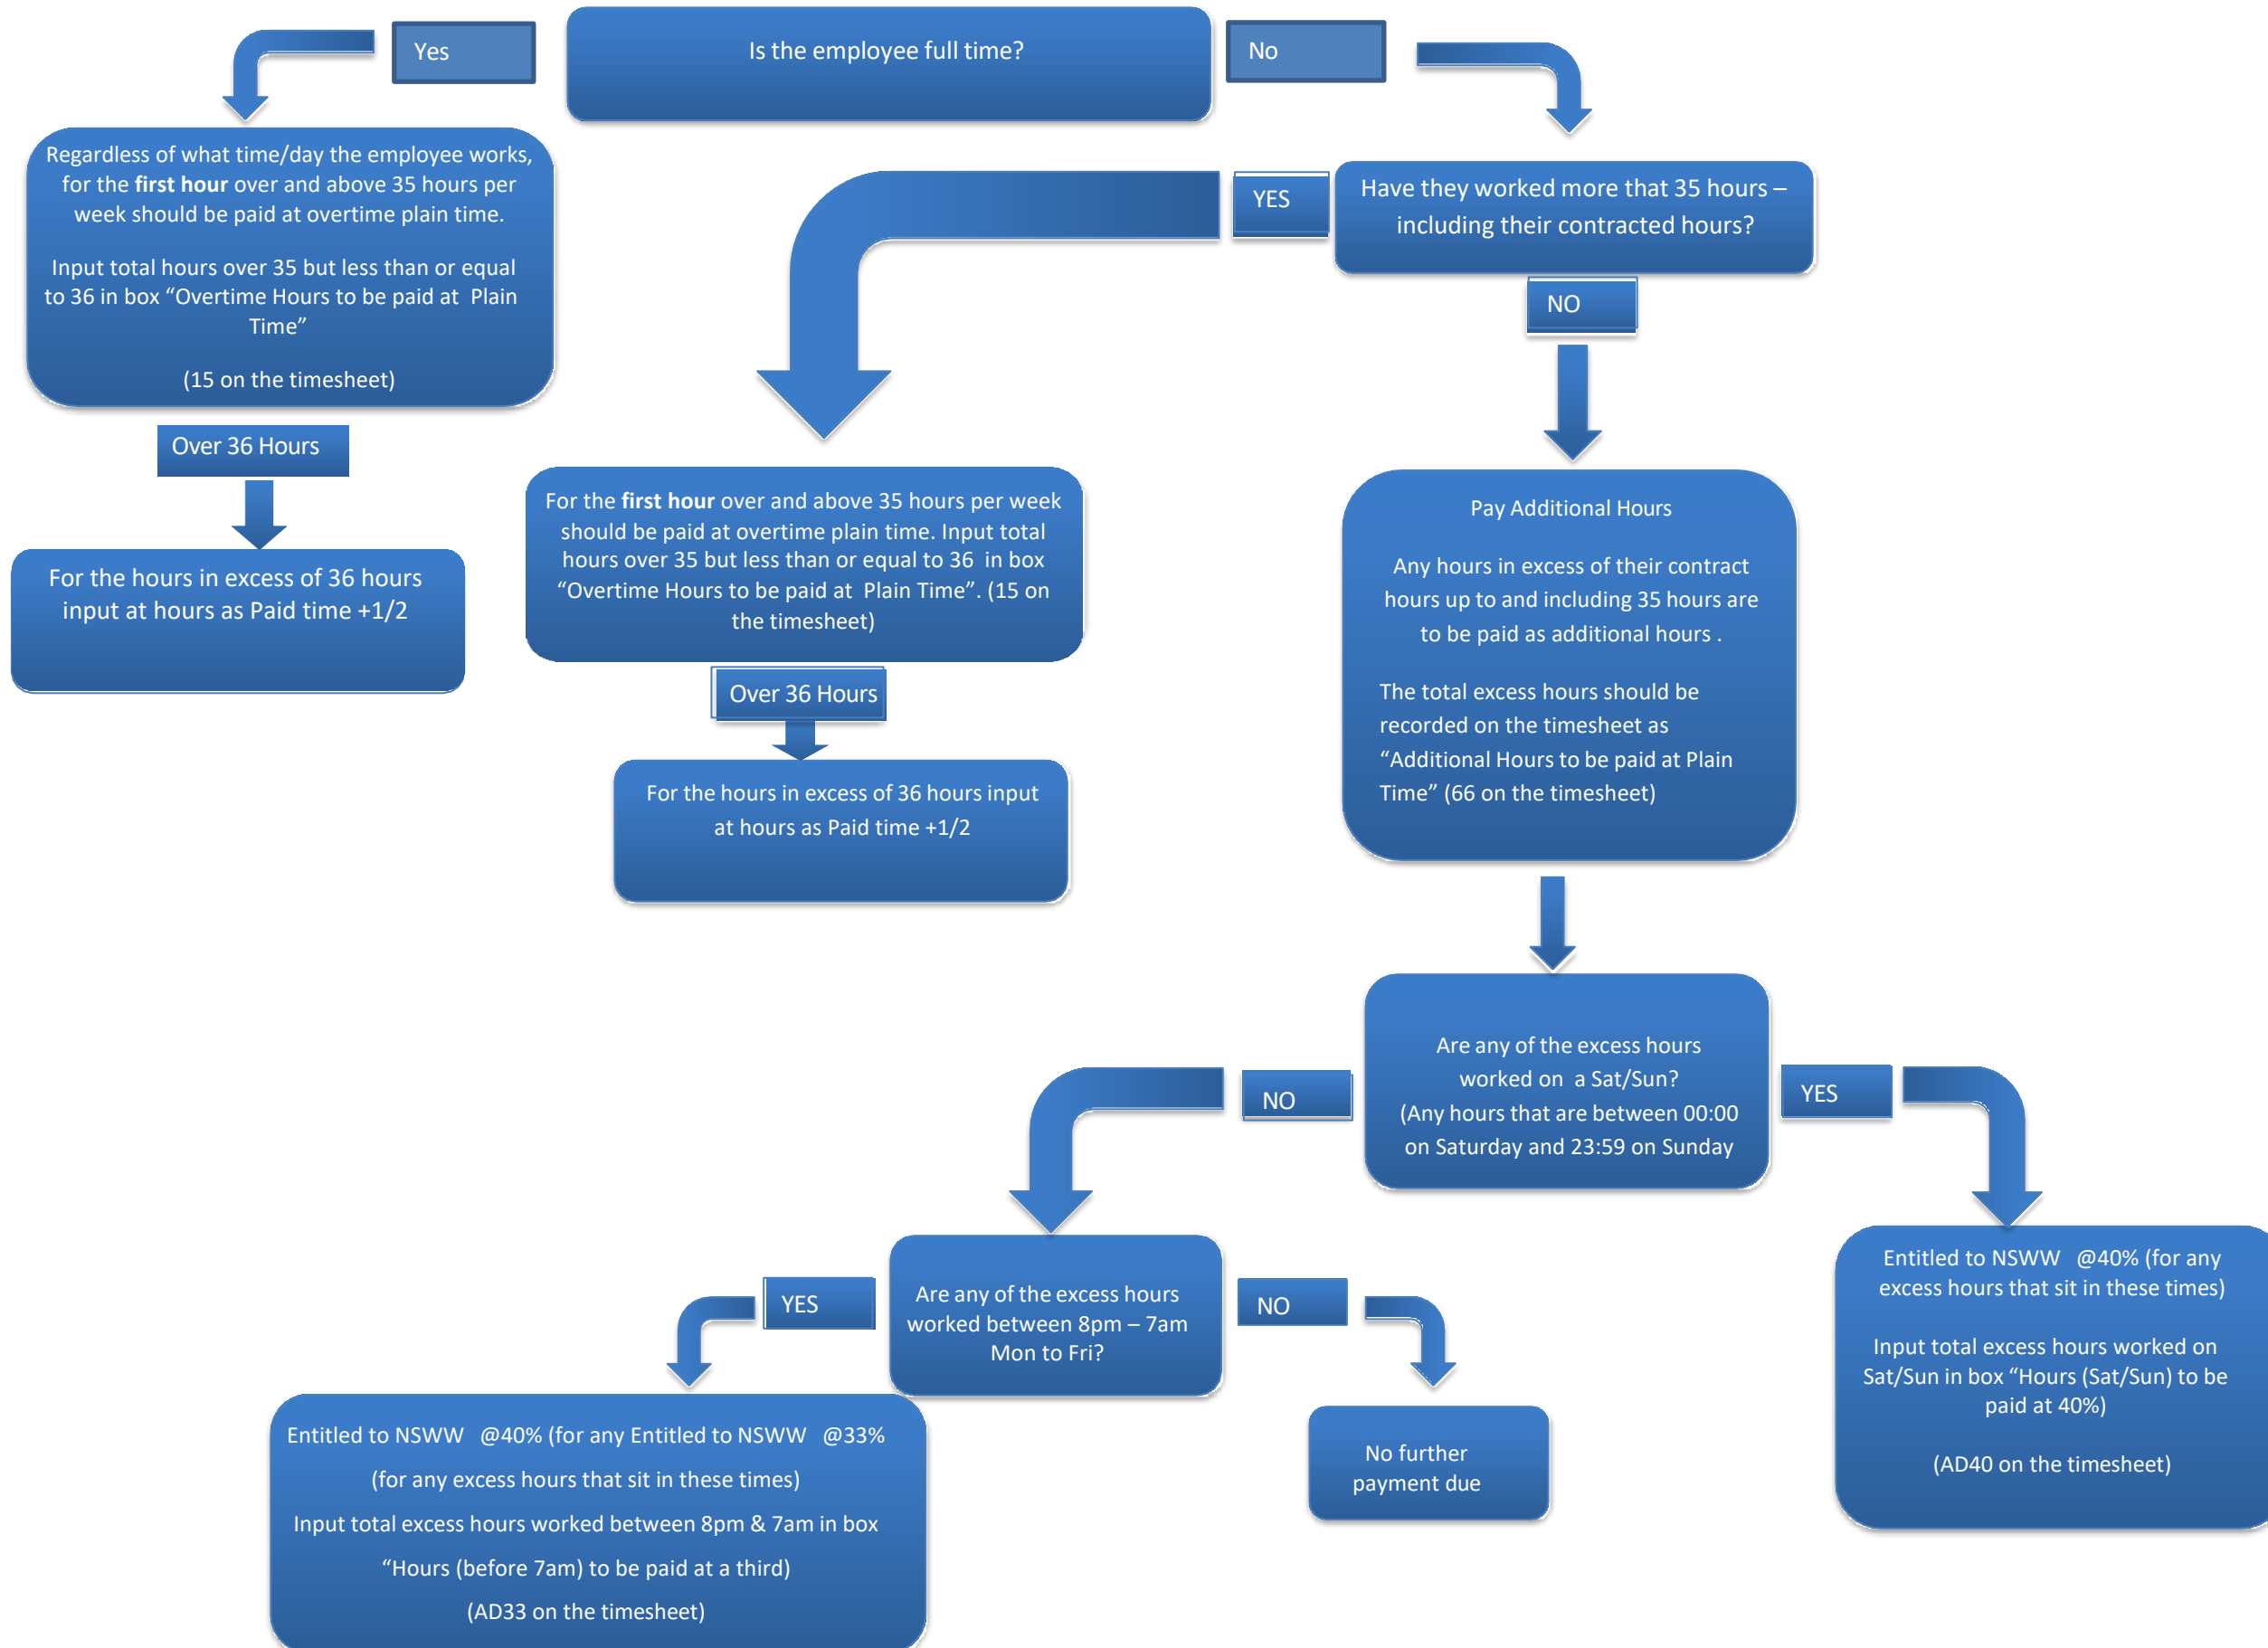 Is the employee full time?
Yes
No
Regardless of what time/day the employee works,
for the first hour over and above 35 hours per
week should be paid at overtime plain time.
Input total hours over 35 but less than or equal
to 36 in box “Overtime Hours to be paid at Plain
Time”
(15 on the timesheet)
Over 36 Hours
For the hours in excess of 36 hours
input at hours as Paid time +1/2
Have they worked more that 35 hours –
including their contracted hours?
YES
NO
For the first hour over and above 35 hours per week
should be paid at overtime plain time. Input total
hours over 35 but less than or equal to 36 in box
“Overtime Hours to be paid at Plain Time”. (15 on
the timesheet)
Over 36 Hours
For the hours in excess of 36 hours input
at hours as Paid time +1/2
Pay Additional Hours
Any hours in excess of their contract
hours up to and including 35 hours are
to be paid as additional hours .
The total excess hours should be
recorded on the timesheet as
“Additional Hours to be paid at Plain
Time” (66 on the timesheet)
Are any of the excess hours
worked on a Sat/Sun?
(Any hours that are between 00:00
on Saturday and 23:59 on Sunday
NO
YES
Are any of the excess hours
worked between 8pm – 7am
Mon to Fri?
YES
NO
Entitled to NSWW @40% (for any Entitled to NSWW @33%
(for any excess hours that sit in these times)
Input total excess hours worked between 8pm & 7am in box
“Hours (before 7am) to be paid at a third)
(AD33 on the timesheet)
No further
payment due
Entitled to NSWW @40% (for any
excess hours that sit in these times)
Input total excess hours worked on
Sat/Sun in box “Hours (Sat/Sun) to be
paid at 40%)
(AD40 on the timesheet)